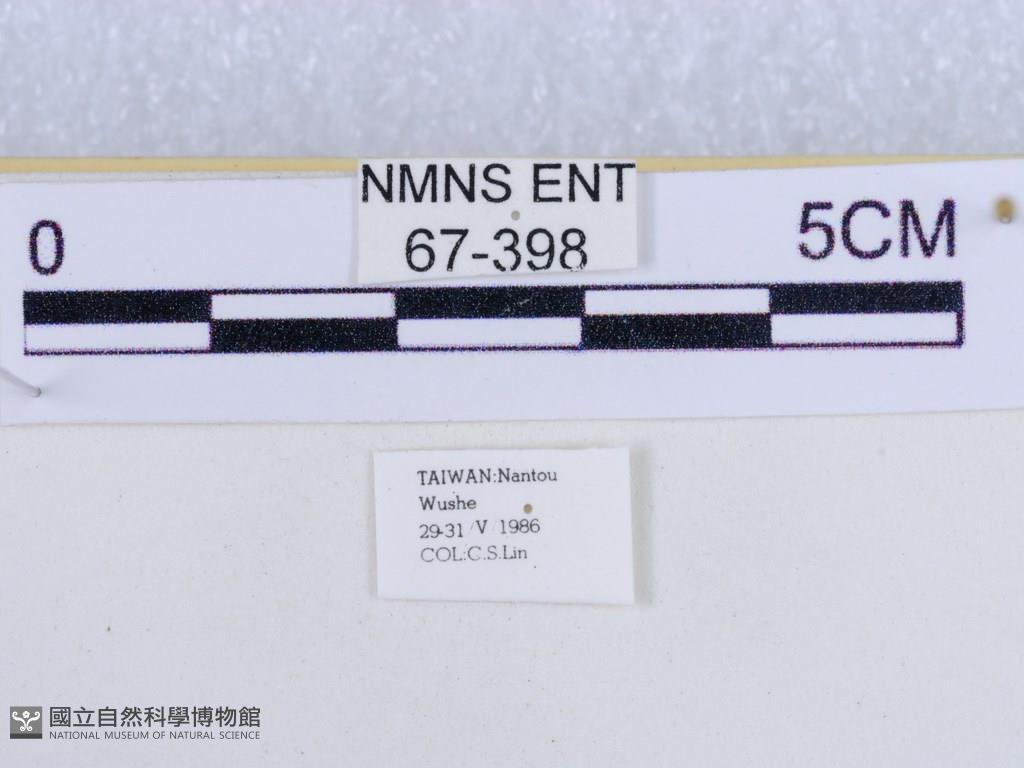 NMNS ENT
67-398
0
5CM
TAIWAN:Nantou
Wushe
29-31/V/1986
COL:C.S.Lin
國立自然科學博物館
NATIONAL MUSEUM OF NATURAL SCIENCE